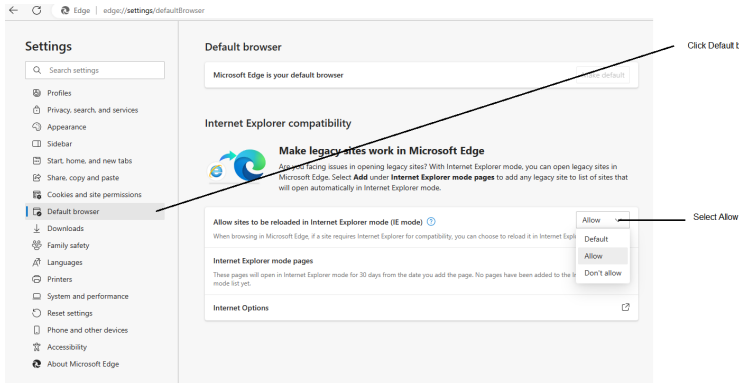 Edge | edge://settings/defaultBrowser
Settings
Search settings
Profiles
Privacy, search, and services
Appearance
Sidebar
Start, home, and new tabs
Share, copy and paste
Cookies and site permissions
Default browser
Downloads
Family safety
Languages
Printers
System and performance
Reset settings
Phone and other devices
Accessibility
About Microsoft Edge
Default browser
Microsoft Edge is your default browser
Make default
Internet Explorer compatibility
Make legacy sites work in Microsoft Edge
Are you facing issues in opening legacy sites? With Internet Explorer mode, you can open legacy sites in
Microsoft Edge. Select Add under Internet Explorer mode pages to add any legacy site to list of sites that
will open automatically in Internet Explorer mode.
Allow sites to be reloaded in Internet Explorer mode (IE mode)
Allow
When browsing in Microsoft Edge, if a site requires Internet Explorer for compatibility, you can choose to reload it in Internet Expl
Default
Allow
Don't allow
Internet Explorer mode pages
These pages will open in Internet Explorer mode for 30 days from the date you add the page. No pages have been added to the In
mode list yet.
Internet Options
Click Default b
Select Allow